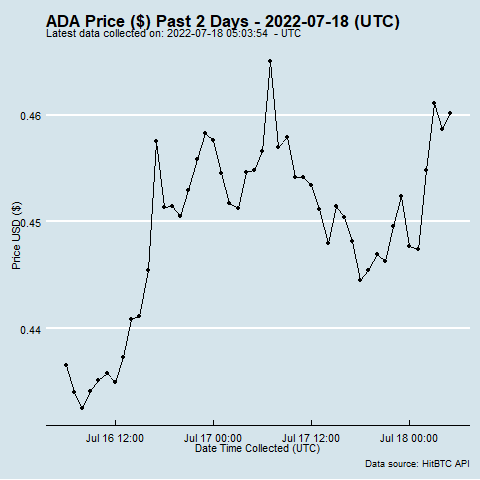 ADA Price ($) Past 2 Days - 2022-07-18 (UTC)
Latest data collected on: 2022-07-18 05:03:54 - UTC
0.46
0.45
0.44
Price USD ($)
Jul 16 12:00 Jul 17 00:00 Jul 17 12:00 Jul 18 00:00
Date Time Collected (UTC)
Data source: HitBTC API